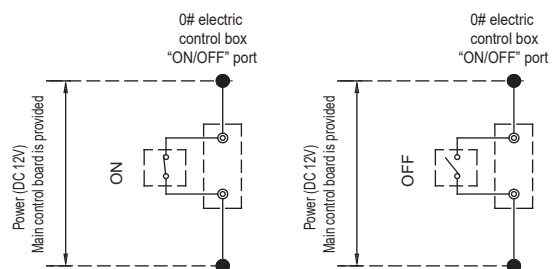 0# electric
control box
“ON/OFF” port
Power (DC 12V)
Main control board is provided
ON
0# electric
control box
“ON/OFF” port
Power (DC 12V)
Main control board is provided
OFF